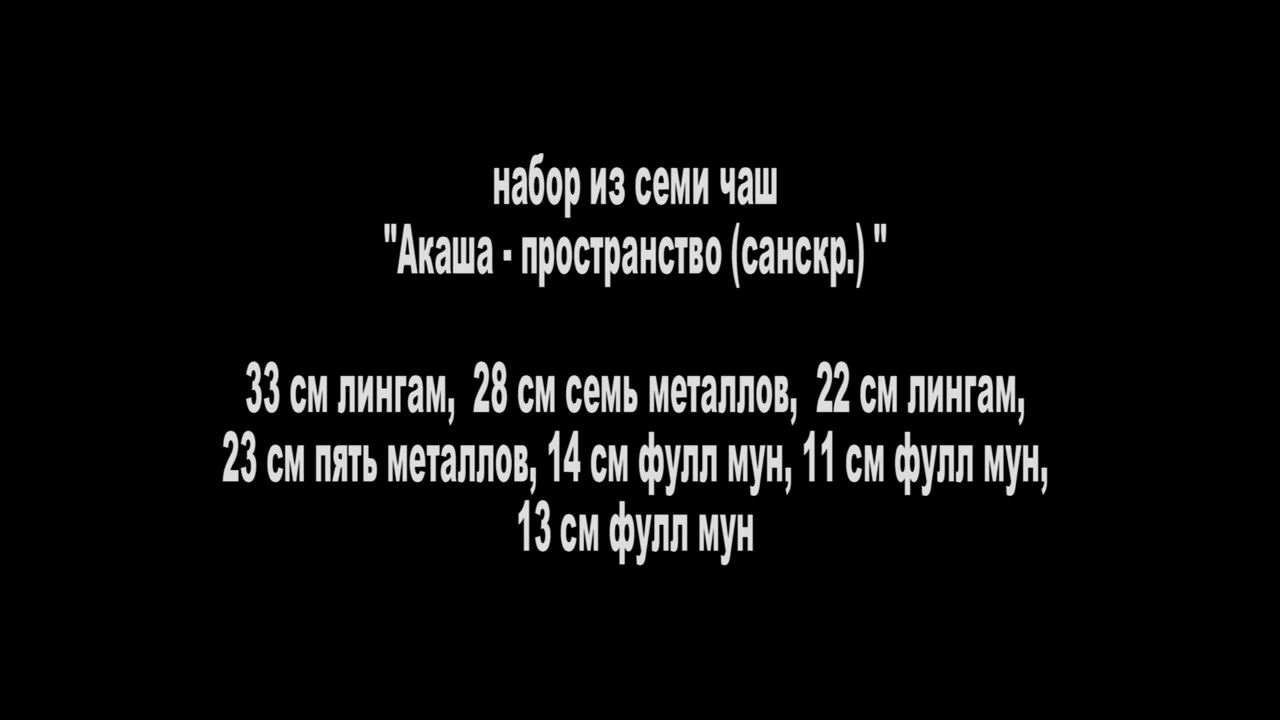 набор из семи чаш
"Акаша - пространство (санскр.) "
33 см лингам, 28 см семь металлов, 22 см лингам,
23 см пять металлов, 14 см фулл мун, 11 см фулл мун,
13 см фулл мун